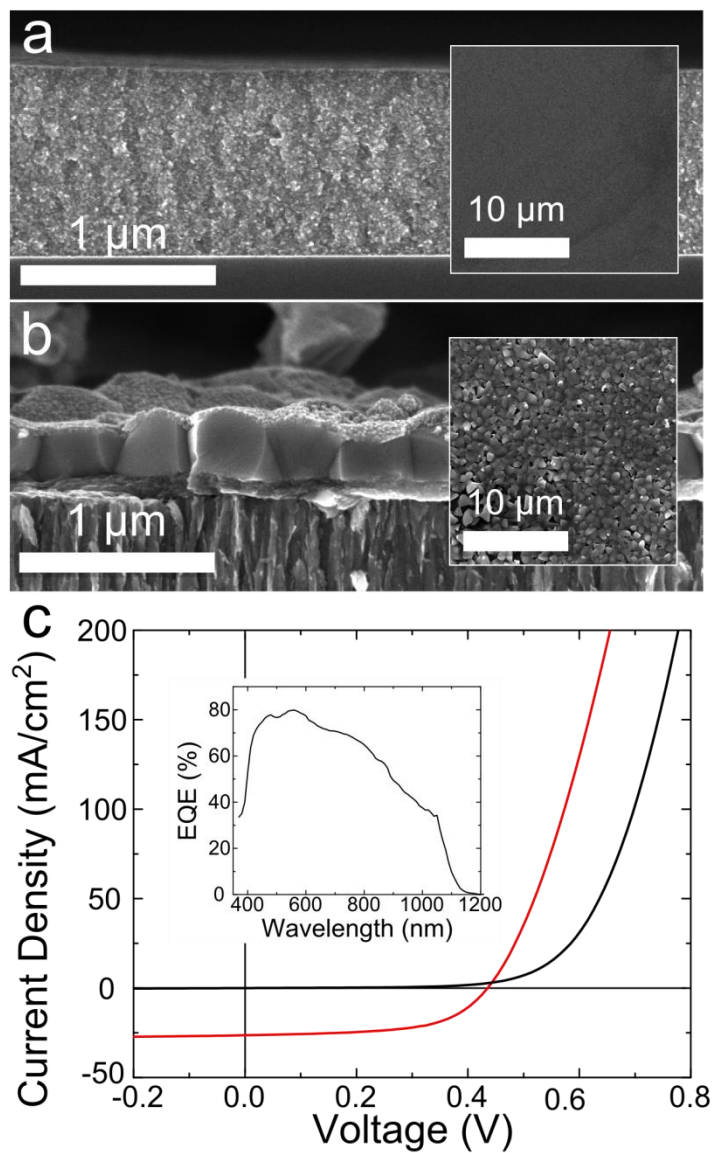 a
1 µm
10 µm
b
1 µm
10 µm
c
200
150
100
50
0
-50
Current Density (mA/cm²)
-0.2 0.0 0.2 0.4 0.6 0.8
Voltage (V)
80
60
40
20
0
EQE (%)
400 600 800 1000 1200
Wavelength (nm)